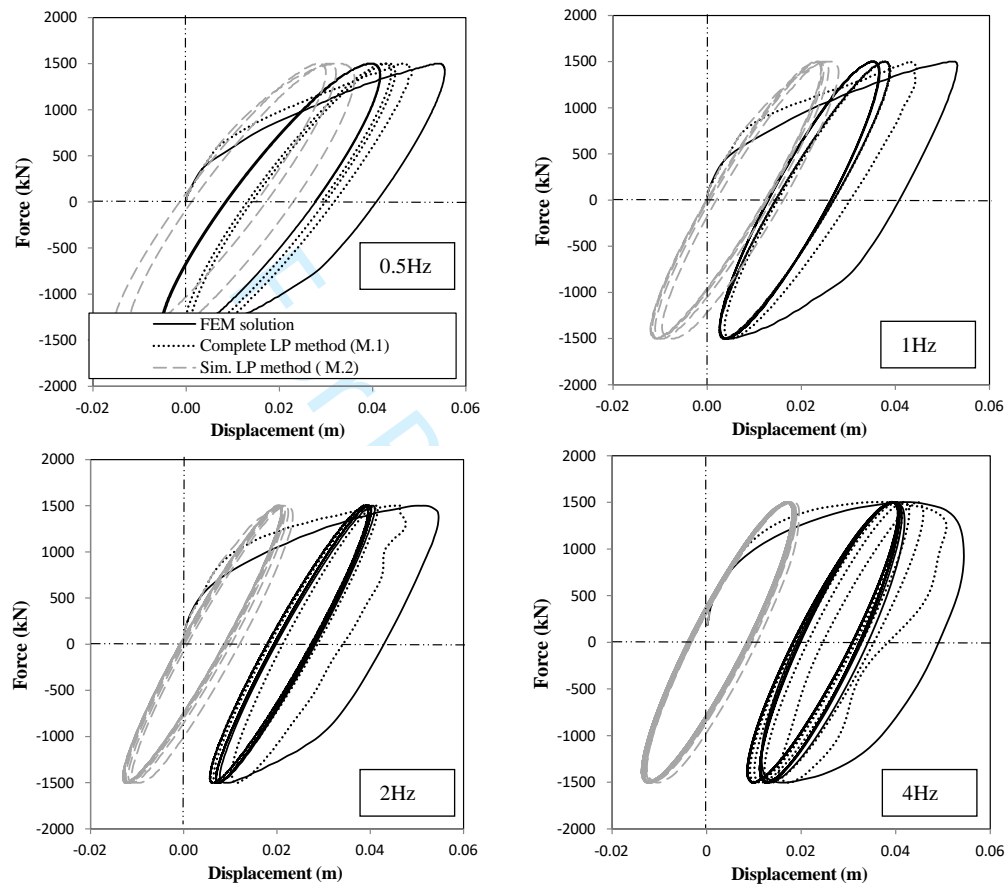 2000
1500
1000
500
0
-500
-1000
-1500
-2000
Force (kN)
0.5Hz
FEM solution
Complete LP method (M.1)
Sim. LP method ( M.2)
-0.02 0.00 0.02 0.04 0.06
Displacement (m)
2000
1500
1000
500
0
-500
-1000
-1500
-2000
Force (kN)
1Hz
-0.02 0.00 0.02 0.04 0.06
Displacement (m)
2000
1500
1000
500
0
-500
-1000
-1500
-2000
Force (kN)
2Hz
-0.02 0.00 0.02 0.04 0.06
Displacement (m)
2000
1500
1000
500
0
-500
-1000
-1500
-2000
Force (kN)
4Hz
-0.02 0 0.02 0.04 0.06
Displacement (m)